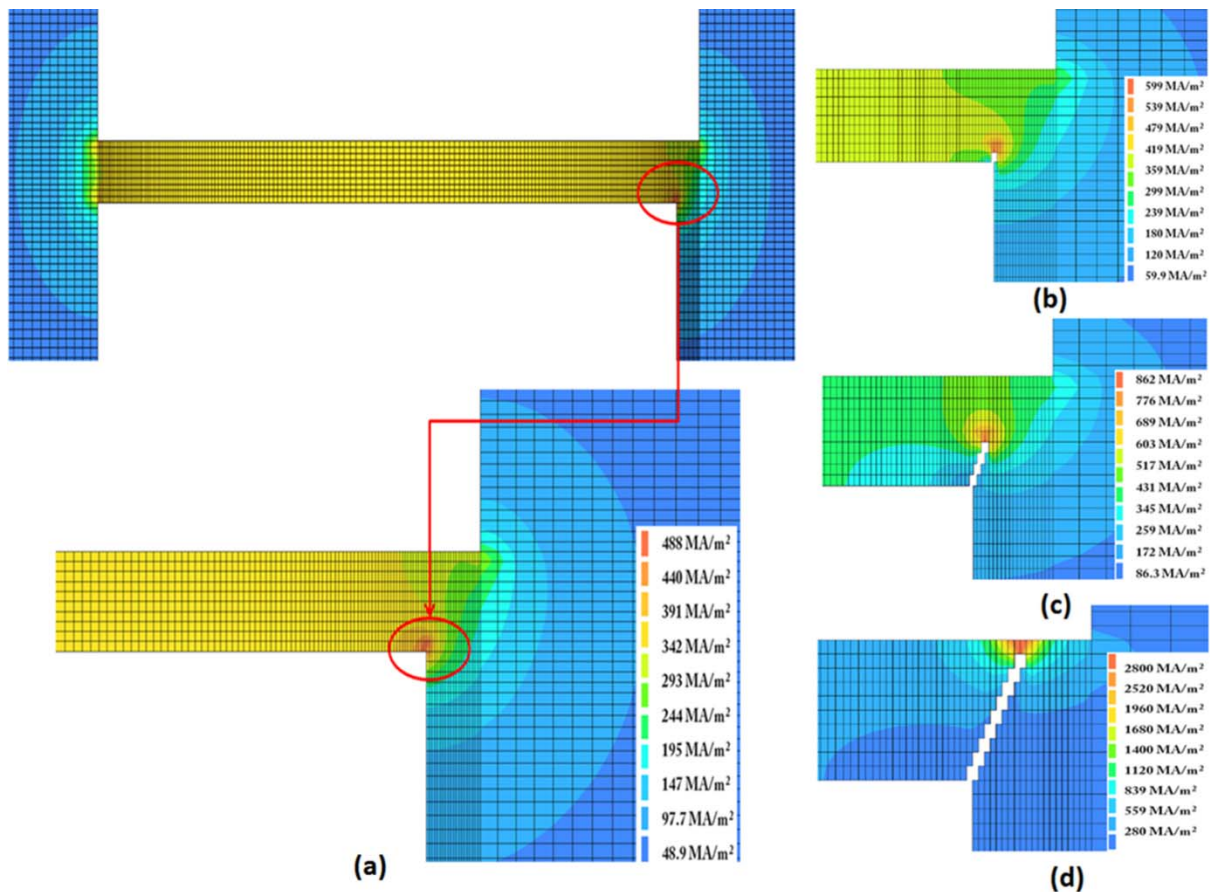 599 MA/m²
539 MA/m²
479 MA/m²
419 MA/m²
359 MA/m²
299 MA/m²
239 MA/m²
180 MA/m²
120 MA/m²
59.9 MA/m²
(b)
862 MA/m²
776 MA/m²
689 MA/m²
603 MA/m²
517 MA/m²
431 MA/m²
345 MA/m²
259 MA/m²
172 MA/m²
86.3 MA/m²
(c)
488 MA/m²
440 MA/m²
391 MA/m²
342 MA/m²
293 MA/m²
244 MA/m²
195 MA/m²
147 MA/m²
97.7 MA/m²
48.9 MA/m²
(a)
2800 MA/m²
2520 MA/m²
1960 MA/m²
1680 MA/m²
1400 MA/m²
1120 MA/m²
839 MA/m²
559 MA/m²
280 MA/m²
(d)